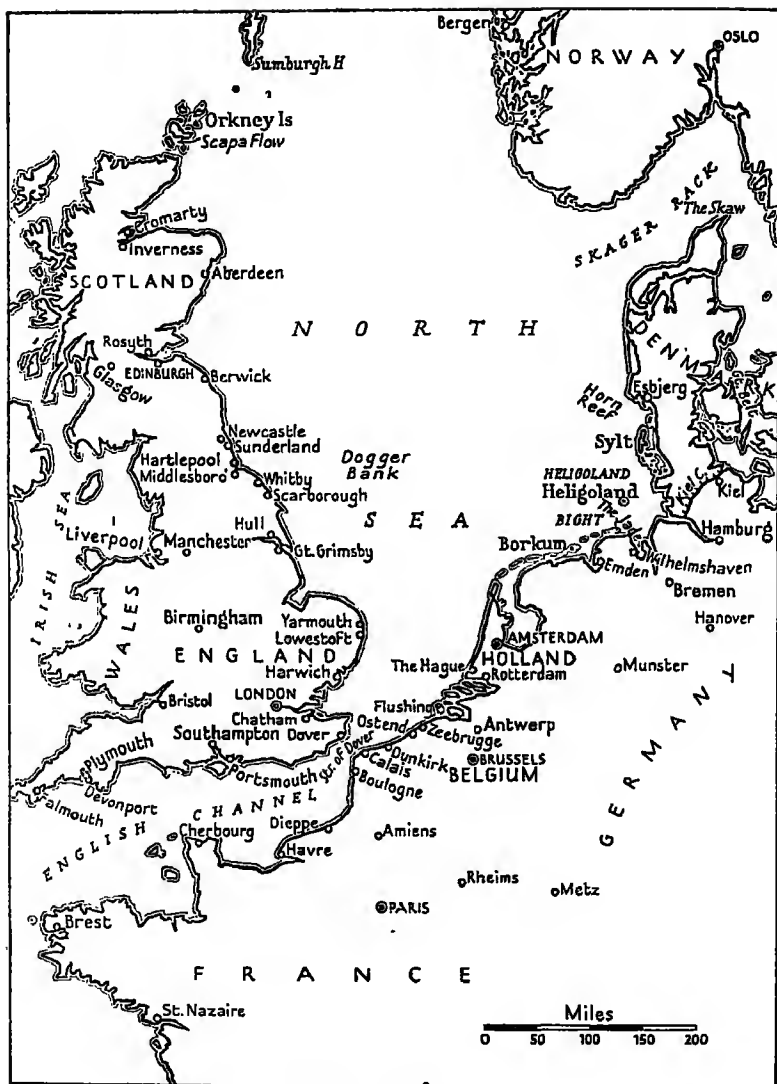 Bergen
NORWAY
OSLO
Sumburgh H
Orkney Is
Scapa Flow
SKAGER RACK
The Skaw
Cromarty
Inverness
SCOTLAND
Aberdeen
NORTH
DENMARK
Rosyth
EDINBURGH
Berwick
Glasgow
Esbjerg
Horn
Reef
Newcastle
Sunderland
Sylt
Hartlepool
Middlesboro
Whitby
Scarborough
Dogger
Bank
HELIGOLAND
Heligoland
BIGHT
Kiel C.
Kiel
IRISH SEA
SEA
Hull
Liverpool
Manchester
Gt. Grimsby
Hamburg
Borkum
Wilhelmshaven
Emden
Bremen
WALES
Birmingham
Yarmouth
Lowestoft
Hanover
ENGLAND
AMSTERDAM
HOLLAND
Harwich
The Hague
Rotterdam
Munster
GERMANY
Bristol
LONDON
Chatham
Flushing
Southampton
Dover
Ostend
Zeebrugge
Antwerp
Plymouth
Portsmouth
Str. of Dover
Calais
Dunkirk
BRUSSELS
BELGIUM
Devonport
Boulogne
almouth
ENGLISH CHANNEL
Cherbourg
Dieppe
Amiens
Havre
Rheims
Metz
PARIS
Brest
FRANCE
St. Nazaire
Miles
0 50 100 150 200